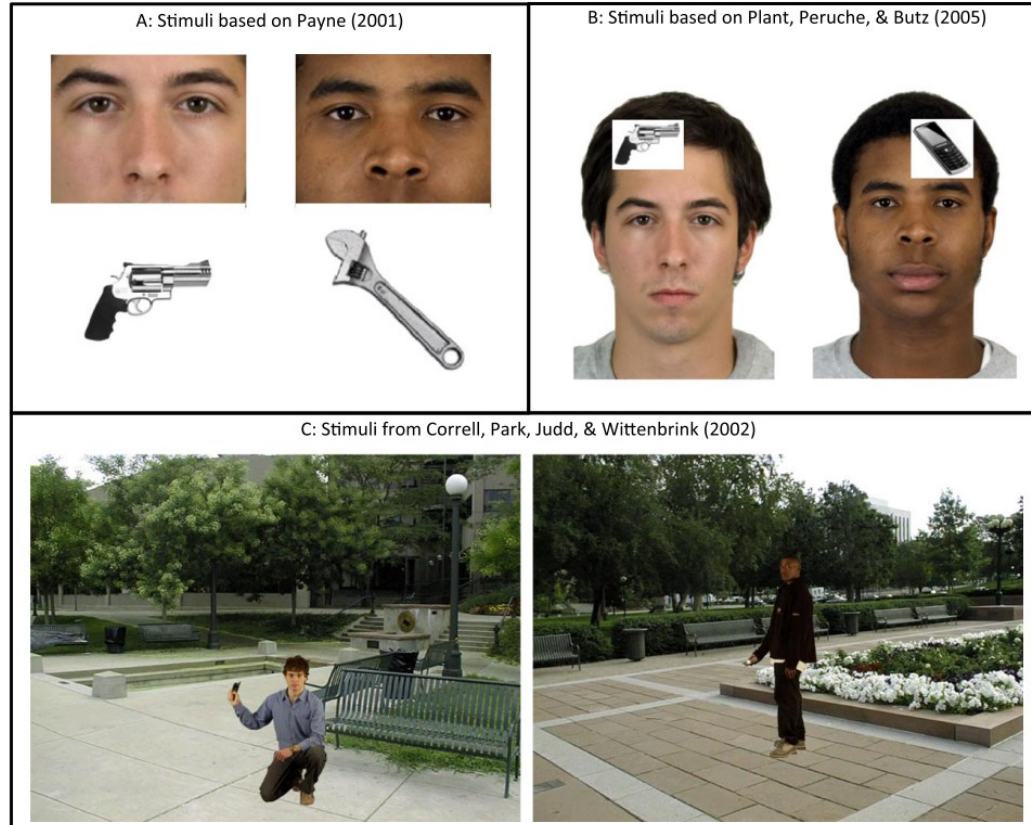 A: Stimuli based on Payne (2001)
B: Stimuli based on Plant, Peruche, & Butz (2005)
C: Stimuli from Correll, Park, Judd, & Wittenbrink (2002)